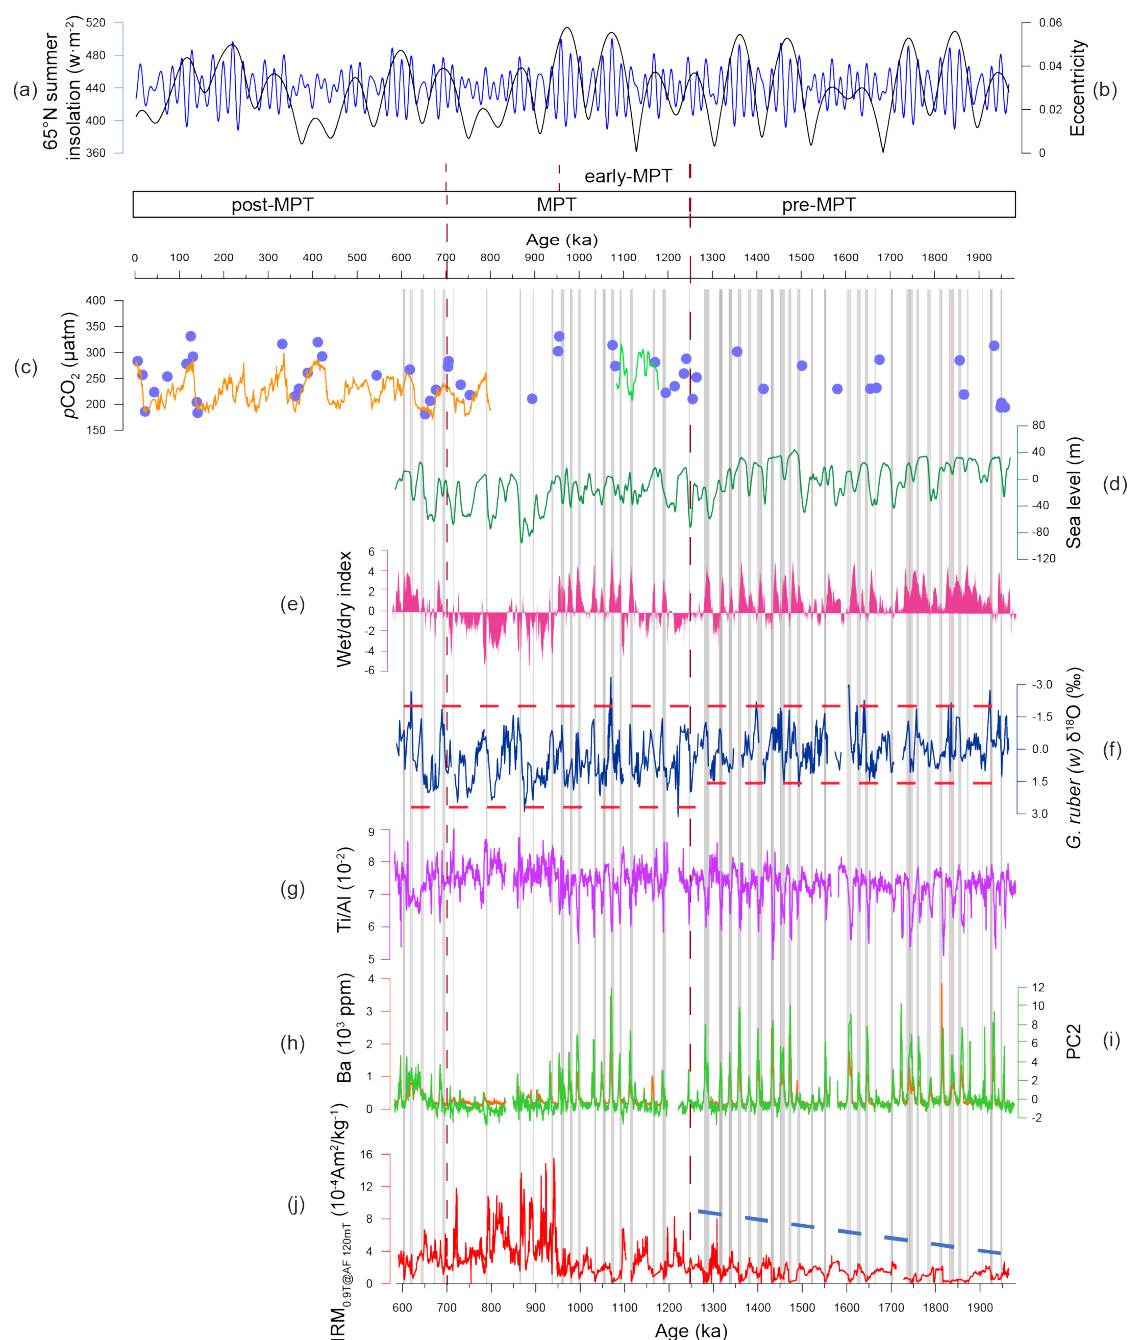 (a)
65°N summer
insolation (w·m-2)
520
480
440
400
360
0.06
0.04
0.02
0
Eccentricity
(b)
early-MPT
post-MPT MPT pre-MPT
Age (ka)
0 100 200 300 400 500 600 700 800 900 1000 1100 1200 1300 1400 1500 1600 1700 1800 1900
(c)
pCO2 (µatm)
400
350
300
250
200
150
80
40
0
-40
-80
-120
Sea level (m)
(d)
(e)
Wet/dry index
6
4
2
0
-2
-4
-6
-3.0
-1.5
0.0
1.5
3.0
G. ruber (w) δ18O (‰)
(f)
(g)
Ti/Al (10-2)
9
8
7
6
5
(h)
Ba (103 ppm)
4
3
2
1
0
12
10
8
6
4
2
0
-2
PC2
(i)
(j)
IRM0.9T@AF 120mT (10-4Am2/kg-1)
16
12
8
4
0
600 700 800 900 1000 1100 1200 1300 1400 1500 1600 1700 1800 1900
Age (ka)